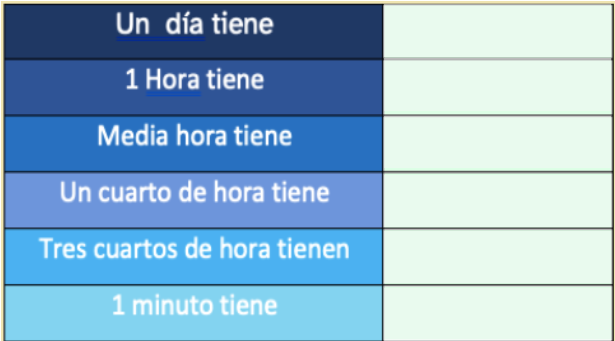 Un día tiene
1 Hora tiene
Media hora tiene
Un cuarto de hora tiene
Tres cuartos de hora tienen
1 minuto tiene